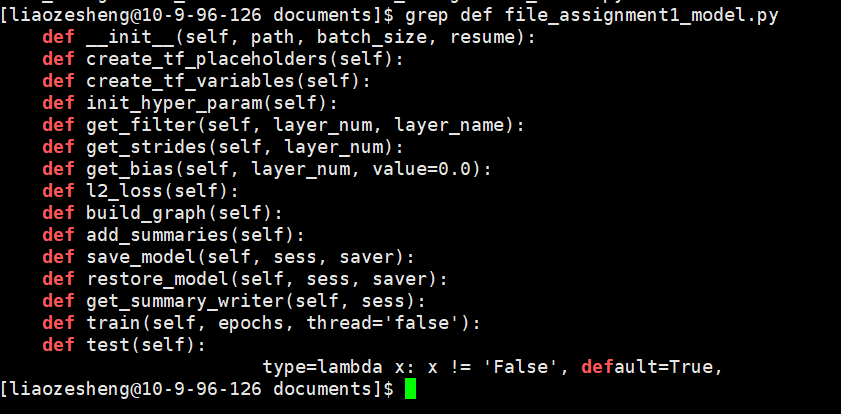 [liaozesheng@10-9-96-126 documents]$ grep def file_assignment1_model.py
    def __init__(self, path, batch_size, resume):
    def create_tf_placeholders(self):
    def create_tf_variables(self):
    def init_hyper_param(self):
    def get_filter(self, layer_num, layer_name):
    def get_strides(self, layer_num):
    def get_bias(self, layer_num, value=0.0):
    def l2_loss(self):
    def build_graph(self):
    def add_summaries(self):
    def save_model(self, sess, saver):
    def restore_model(self, sess, saver):
    def get_summary_writer(self, sess):
    def train(self, epochs, thread='false'):
    def test(self):
                        type=lambda x: x != 'False', default=True,
[liaozesheng@10-9-96-126 documents]$